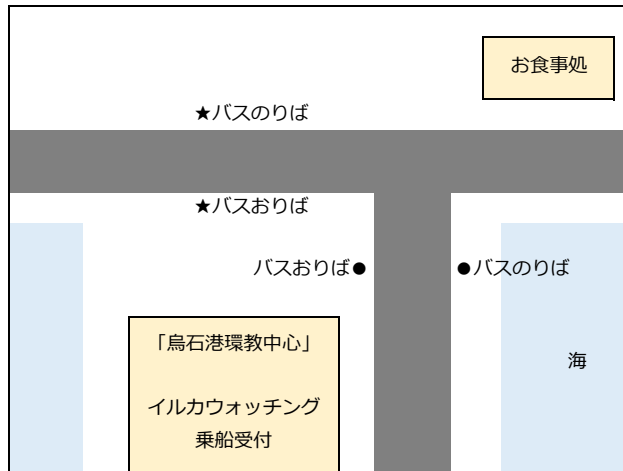 お食事処
★バスのりば
★バスおりば
バスおりば●
●バスのりば
「烏石港環教中心」
イルカウォッチング
乗船受付
海